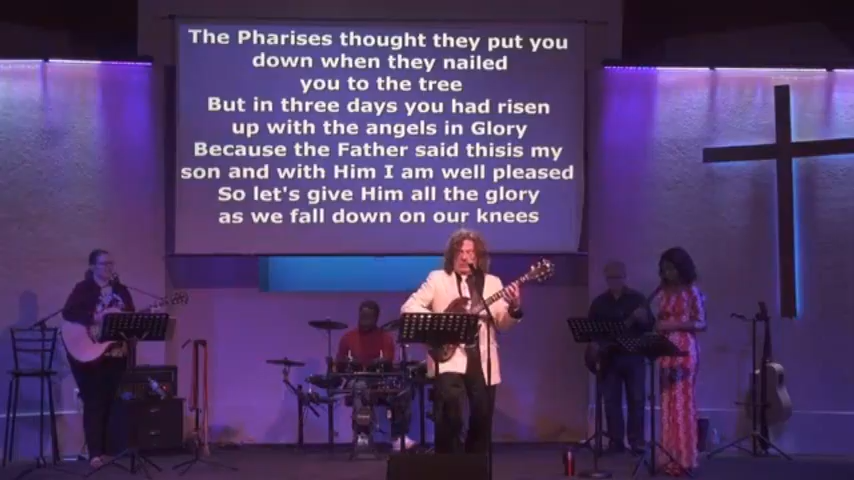 The Pharises thought they put you
down when they nailed
you to the tree
But in three days you had risen
up with the angels in Glory
Because the Father said thisis my
son and with Him I am well pleased
So let's give Him all the glory
as we fall down on our knees